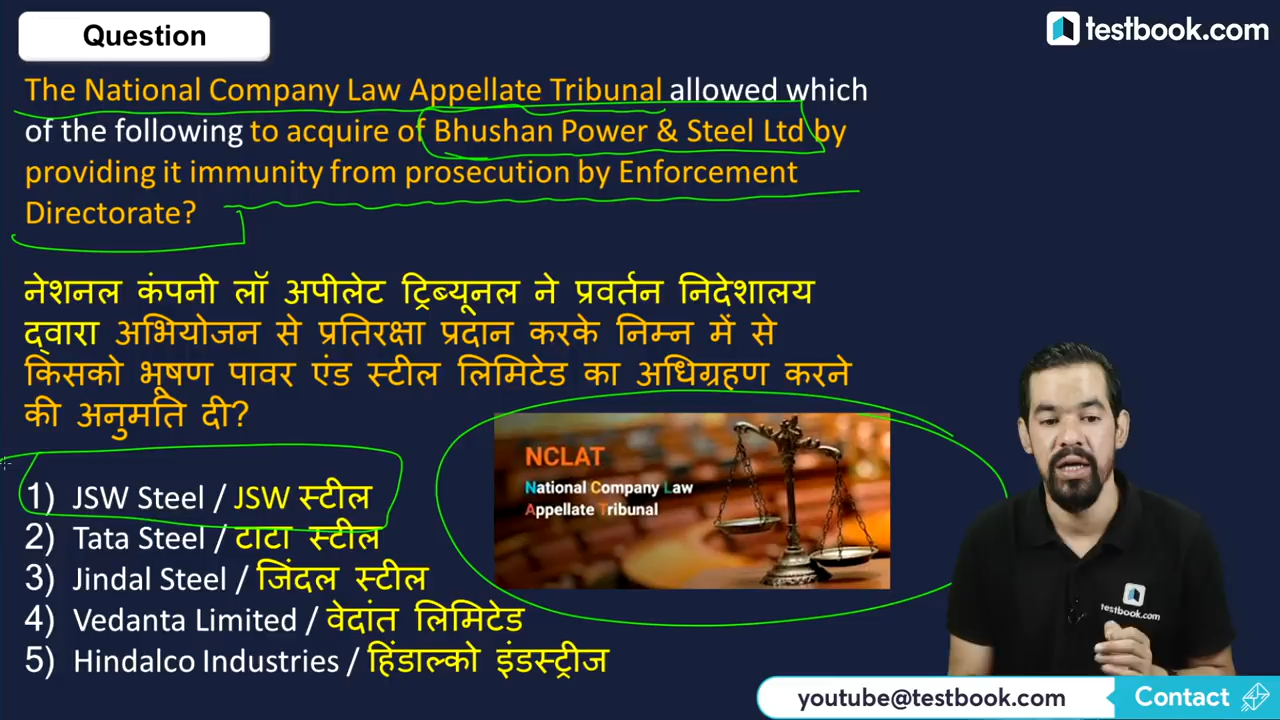 Question
testbook.com
The National Company Law Appellate Tribunal allowed which
of the following to acquire of Bhushan Power & Steel Ltd by
providing it immunity from prosecution by Enforcement
Directorate?
नेशनल कंपनी लॉ अपीलेट ट्रिब्यूनल ने प्रवर्तन निदेशालय
द्वारा अभियोजन से प्रतिरक्षा प्रदान करके निम्न में से
किसको भूषण पावर एंड स्टील लिमिटेड का अधिग्रहण करने
की अनुमति दी?
NCLAT
National Company Law
Appellate Tribunal
1) JSW Steel / JSW स्टील
2) Tata Steel / टाटा स्टील
3) Jindal Steel / जिंदल स्टील
4) Vedanta Limited / वेदांत लिमिटेड
5) Hindalco Industries / हिंडाल्को इंडस्ट्रीज
testbook.com
youtube@testbook.com Contact